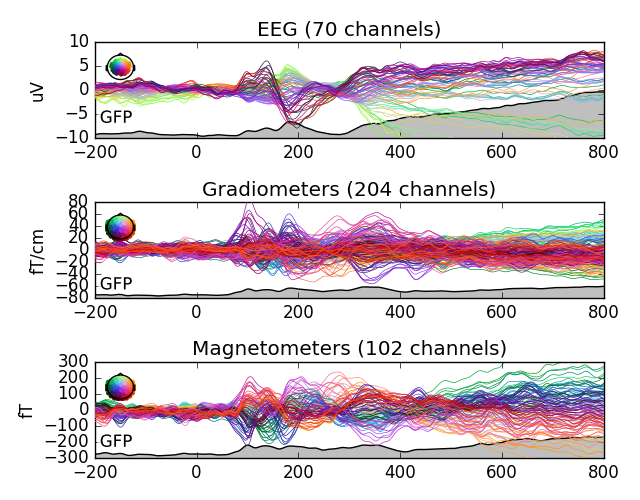 EEG (70 channels)
10
5
0
−5
−10
uV
GFP
−200 0 200 400 600 800
Gradiometers (204 channels)
80
60
40
20
0
−20
−40
−60
−80
fT/cm
GFP
−200 0 200 400 600 800
Magnetometers (102 channels)
300
200
100
0
−100
−200
−300
fT
GFP
−200 0 200 400 600 800